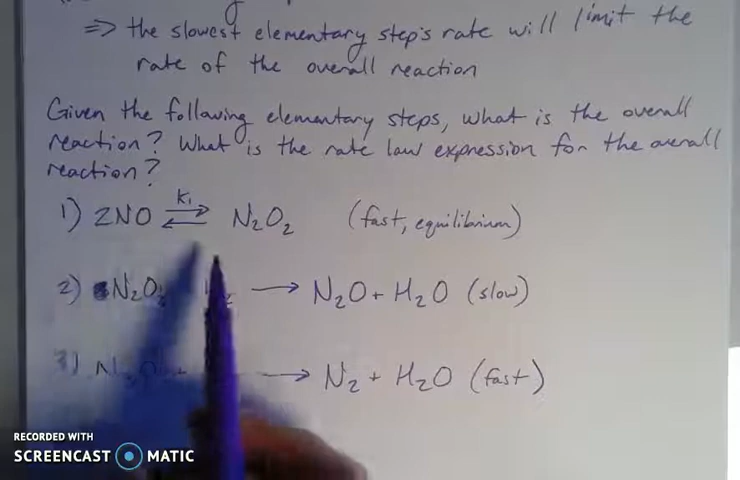 ⇒ the slowest elementary step's rate will limit the
rate of the overall reaction
Given the following elementary steps, what is the overall
reaction? What is the rate law expression for the overall
reaction?
1) 2NO ⇌ N₂O₂ (fast, equilibrium)
k₁
2) N₂O₂ → N₂O + H₂O (slow)
3) → N₂ + H₂O (fast)
RECORDED WITH
SCREENCAST MATIC